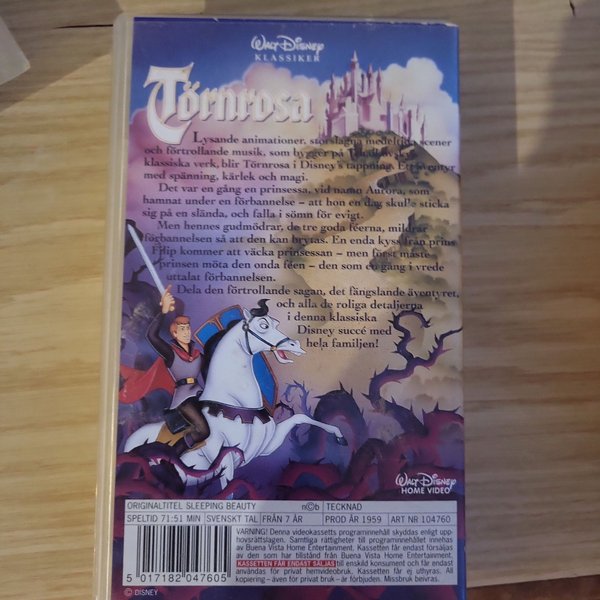 WALT DISNEY
KLASSIKER
Törnrosa
Lysande animationer, storslagna medeltida scener
och förtrollande musik, som bygger på Tjajkovskijs
klassiska verk, blir Törnrosa i Disney's tappning. Ett äventyr
med spänning, kärlek och magi.
Det var en gång en prinsessa, vid namn Aurora, som
hamnat under en förbannelse – att hon en dag skulle sticka
sig på en slända, och falla i sömn för evigt.
Men hennes gudmödrar, de tre goda féerna, mildrar
förbannelsen så att den kan brytas. En enda kyss från prins
Filip kommer att väcka prinsessan – men först måste
prinsen möta den onda féen – den som en gång i vrede
uttalat förbannelsen.
Dela den förtrollande sagan, det fängslande äventyret,
och alla de roliga detaljerna
i denna klassiska
Disney succé med
hela familjen!
WALT DISNEY
HOME VIDEO
ORIGINALTITEL SLEEPING BEAUTY n©b TECKNAD
SPELTID 71:51 MIN SVENSKT TAL FRÅN 7 ÅR PROD ÅR 1959 ART NR 104760
VARNING! Denna videokassetts programinnehåll skyddas enligt upp-
hovsrättslagen. Samtliga rättigheter till programinnehållet innehas
av Buena Vista Home Entertainment. Kassetten får endast försäljas
av den som har tillstånd från Buena Vista Home Entertainment.
KASSETTEN FÅR ENDAST SÄLJAS till enskild konsument och får endast
användas för privat hemvideobruk. Kassetten får ej uthyras. All
kopiering – även för privat bruk – är förbjuden. Missbruk beivras.
5 017182 047605
© DISNEY